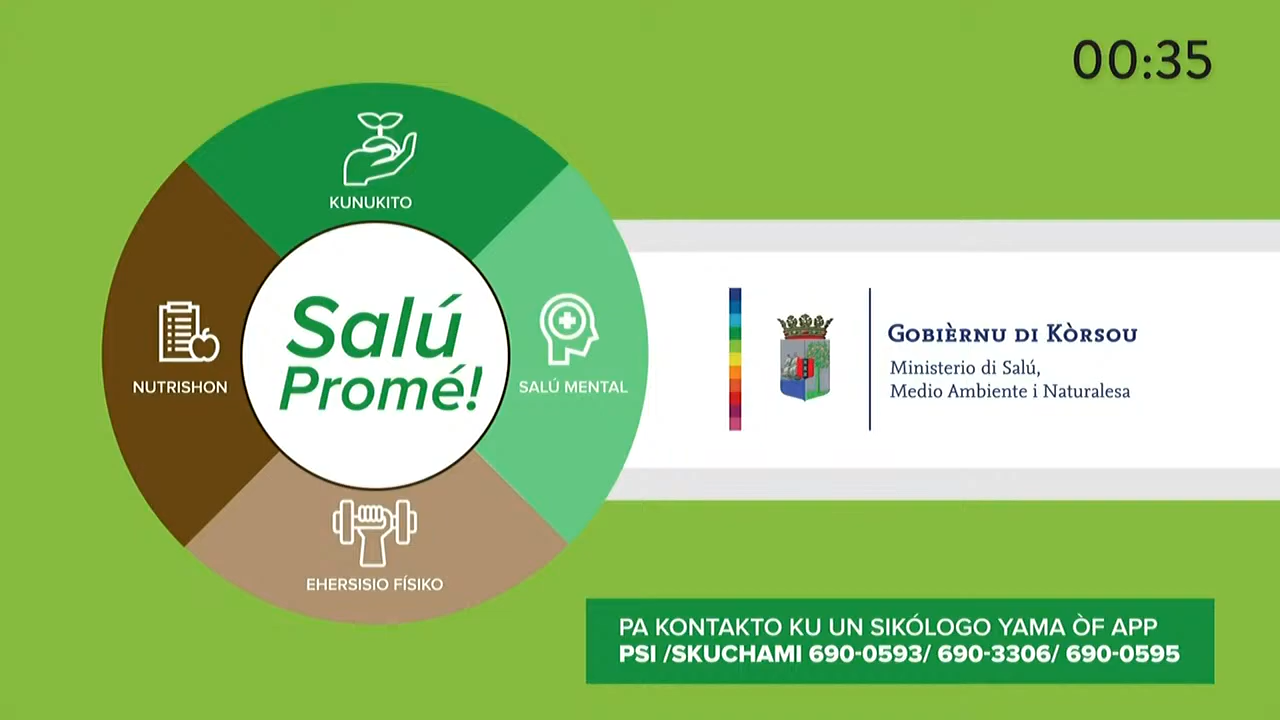 00:35
KUNUKITO
NUTRISHON
Salú
Promé!
SALÚ MENTAL
EHERSISIO FÍSIKO
GOBIÈRNU DI KÒRSOU
Ministerio di Salú,
Medio Ambiente i Naturalesa
PA KONTAKTO KU UN SIKÓLOGO YAMA ÒF APP
PSI /SKUCHAMI 690-0593/ 690-3306/ 690-0595